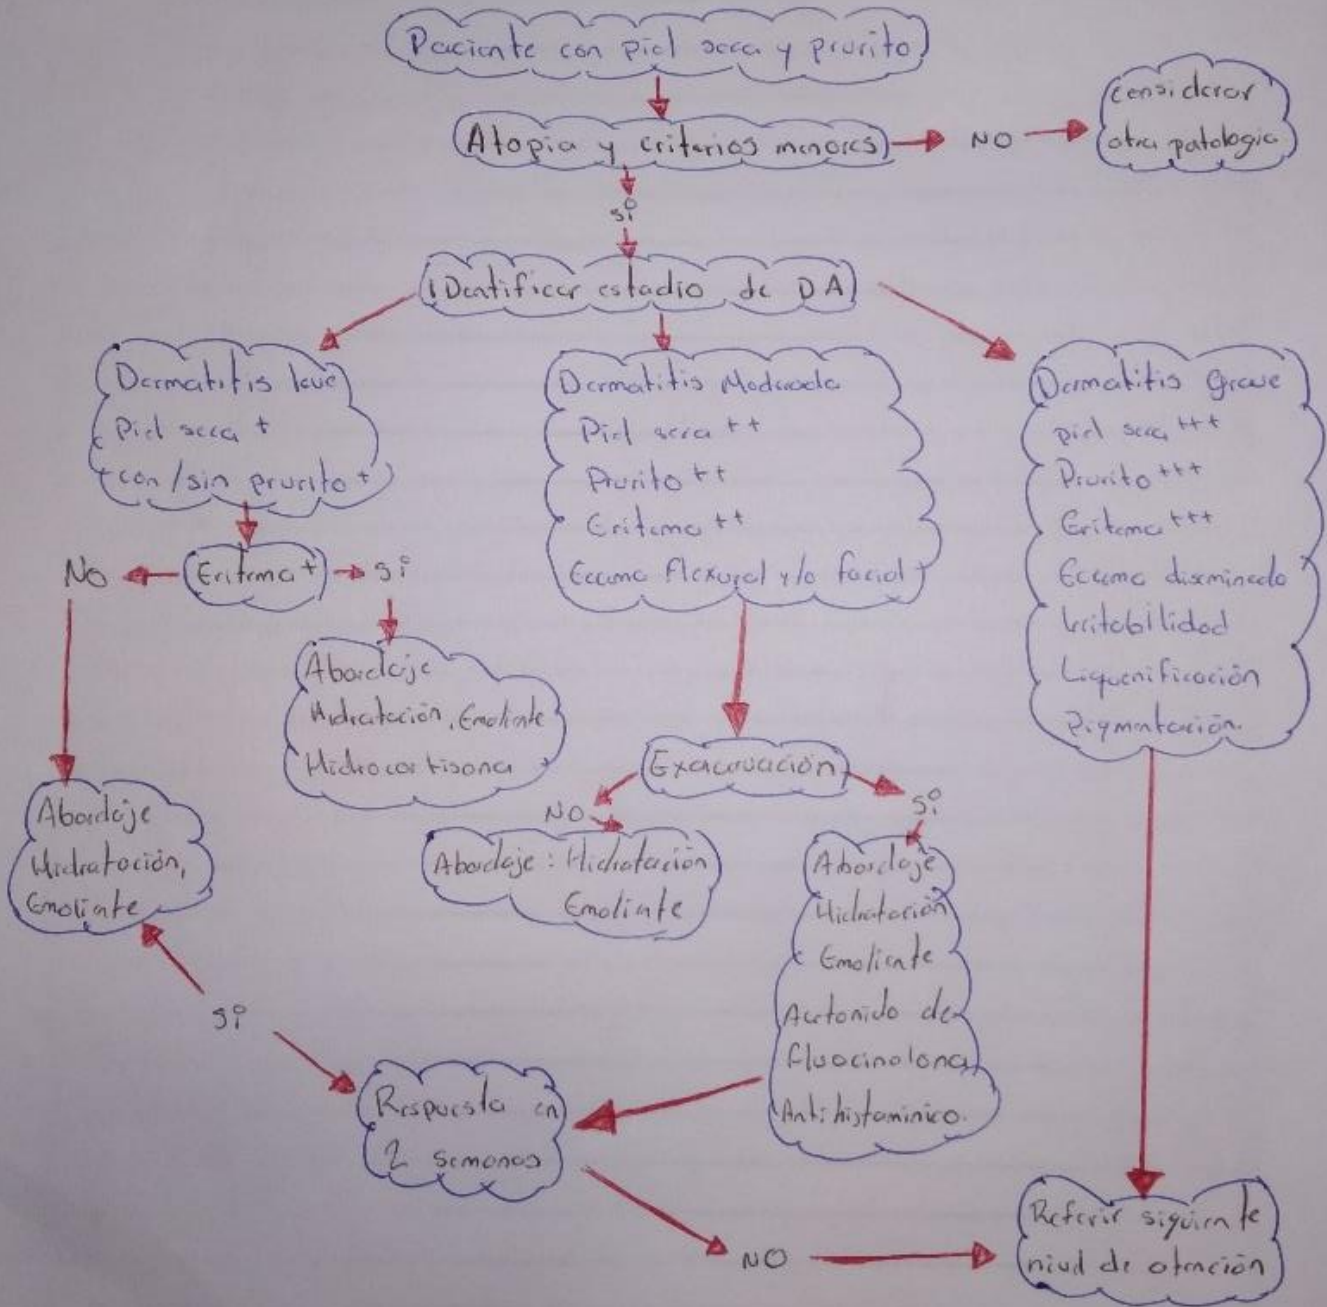 Paciente con piel seca y prurito
Atopia y criterios menores
NO
considerar
otra patología
sí
IDentificar estadio de DA
Dermatitis leve
Piel seca +
con/sin prurito +
Dermatitis Moderada
Piel seca ++
Prurito ++
Eritema ++
Eccema flexural y/o facial
Dermatitis Grave
piel seca +++
Prurito +++
Eritema +++
Eccema diseminado
Irritabilidad
Liquenificación
Pigmentación.
Eritema +
NO
sí
Abordaje
Hidratación, Emoliente
Hidrocortisona
Abordaje
Hidratación,
Emoliente
Exacervación
NO
sí
Abordaje: Hidratación
Emoliente
Abordaje
Hidratación
Emoliente
Acetonido de
fluocinolona
Antihistaminico.
sí
Respuesta en
2 semanas
NO
Referir siguiente
nivel de atención